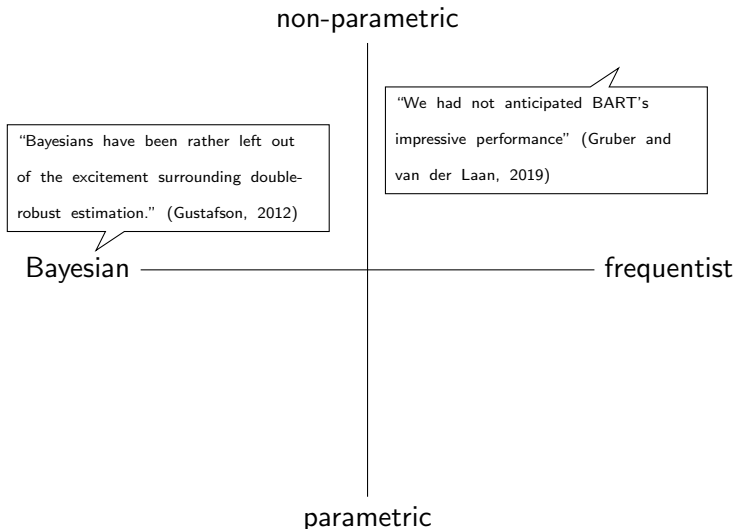 non-parametric
“We had not anticipated BART’s
impressive performance” (Gruber and
van der Laan, 2019)
“Bayesians have been rather left out
of the excitement surrounding double-
robust estimation.” (Gustafson, 2012)
Bayesian
frequentist
parametric